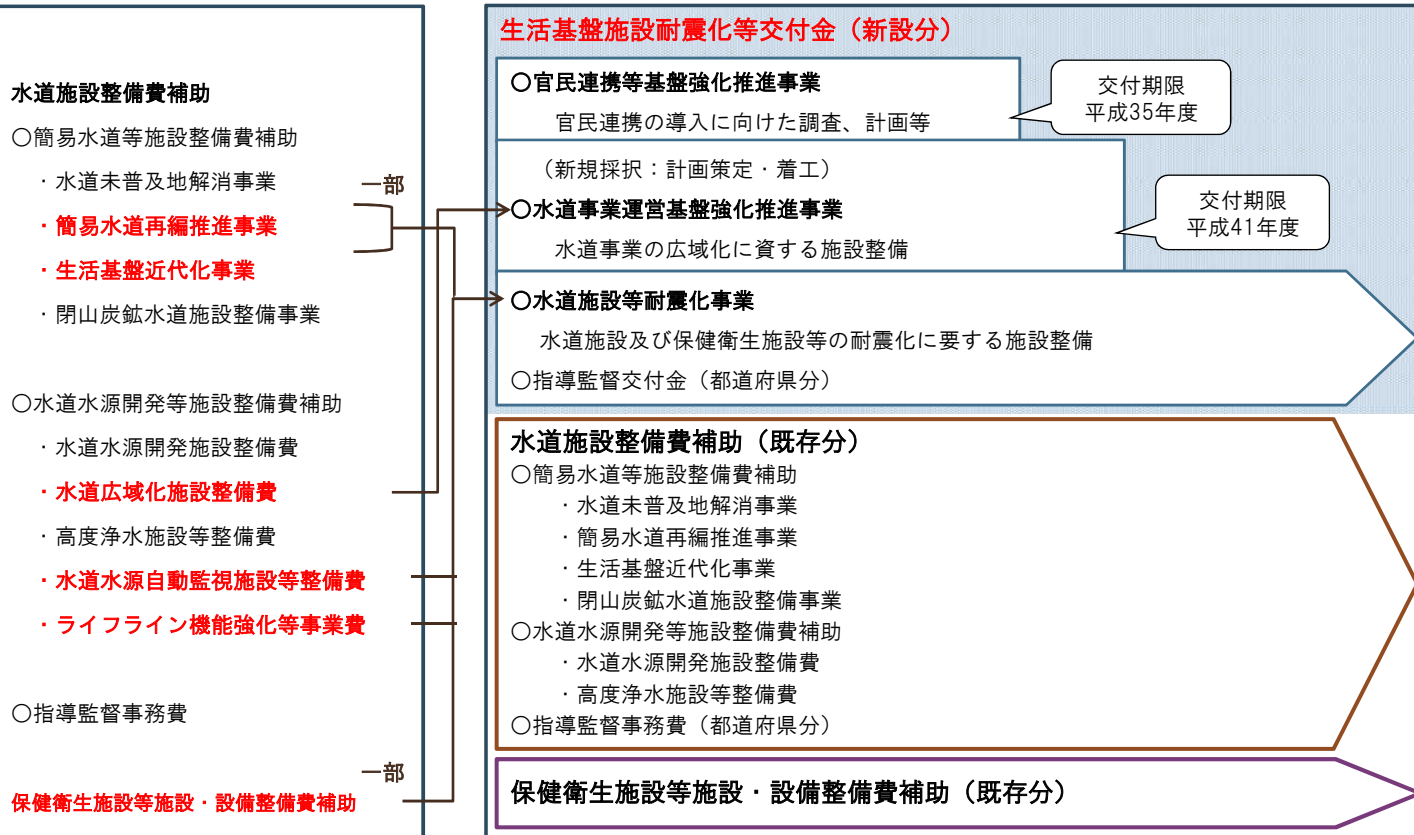 水道施設整備費補助
〇簡易水道等施設整備費補助
・水道未普及地解消事業
一部
・簡易水道再編推進事業
・生活基盤近代化事業
・閉山炭鉱水道施設整備事業
〇水道水源開発等施設整備費補助
・水道水源開発施設整備費
・水道広域化施設整備費
・高度浄水施設等整備費
・水道水源自動監視施設等整備費
・ライフライン機能強化等事業費
〇指導監督事務費
一部
保健衛生施設等施設・設備整備費補助
生活基盤施設耐震化等交付金（新設分）
〇官民連携等基盤強化推進事業
官民連携の導入に向けた調査、計画等
交付期限
平成35年度
（新規採択：計画策定・着工）
〇水道事業運営基盤強化推進事業
水道事業の広域化に資する施設整備
交付期限
平成41年度
〇水道施設等耐震化事業
水道施設及び保健衛生施設等の耐震化に要する施設整備
〇指導監督交付金（都道府県分）
水道施設整備費補助（既存分）
〇簡易水道等施設整備費補助
・水道未普及地解消事業
・簡易水道再編推進事業
・生活基盤近代化事業
・閉山炭鉱水道施設整備事業
〇水道水源開発等施設整備費補助
・水道水源開発施設整備費
・高度浄水施設等整備費
〇指導監督事務費（都道府県分）
保健衛生施設等施設・設備整備費補助（既存分）